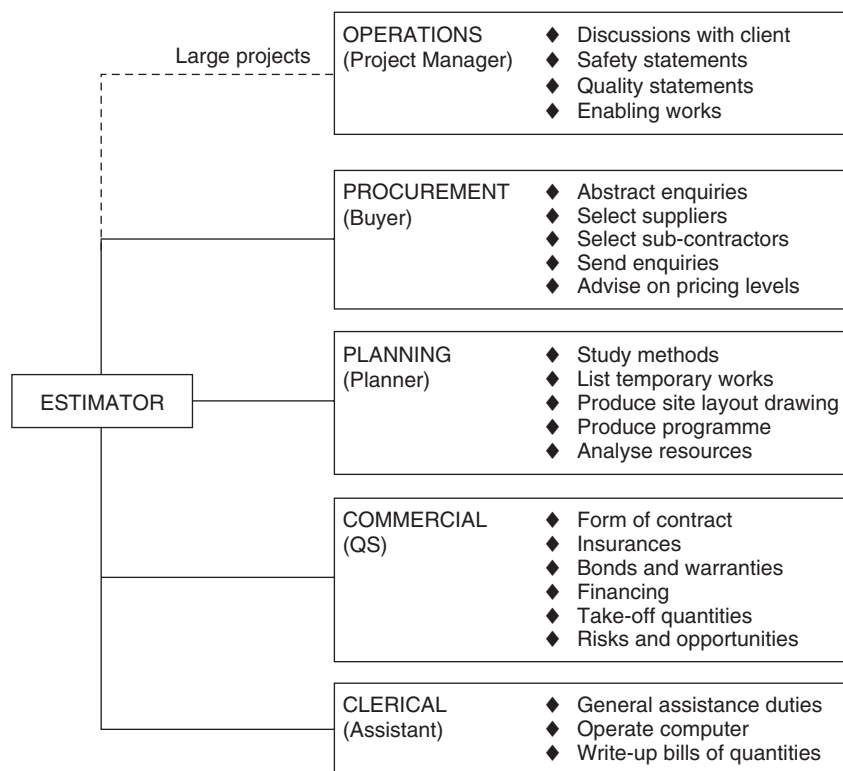 Large projects
OPERATIONS
(Project Manager)
♦ Discussions with client
♦ Safety statements
♦ Quality statements
♦ Enabling works
PROCUREMENT
(Buyer)
♦ Abstract enquiries
♦ Select suppliers
♦ Select sub-contractors
♦ Send enquiries
♦ Advise on pricing levels
ESTIMATOR
PLANNING
(Planner)
♦ Study methods
♦ List temporary works
♦ Produce site layout drawing
♦ Produce programme
♦ Analyse resources
COMMERCIAL
(QS)
♦ Form of contract
♦ Insurances
♦ Bonds and warranties
♦ Financing
♦ Take-off quantities
♦ Risks and opportunities
CLERICAL
(Assistant)
♦ General assistance duties
♦ Operate computer
♦ Write-up bills of quantities